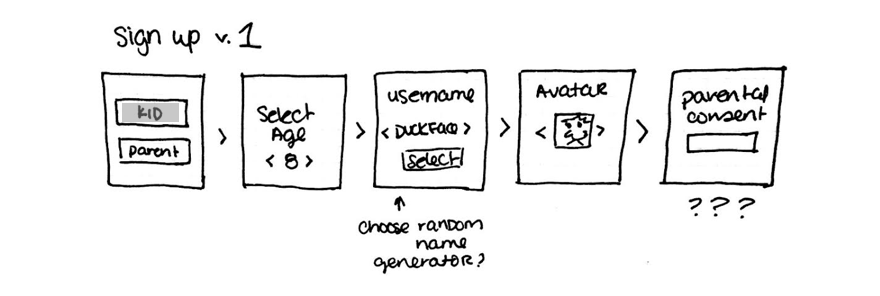 Sign up v.1
KID
parent
>
Select
Age
< 8 >
>
username
< DUCKFACE >
Select
>
AVATAR
< >
>
parental
consent
???
↑
choose random
name
generator?